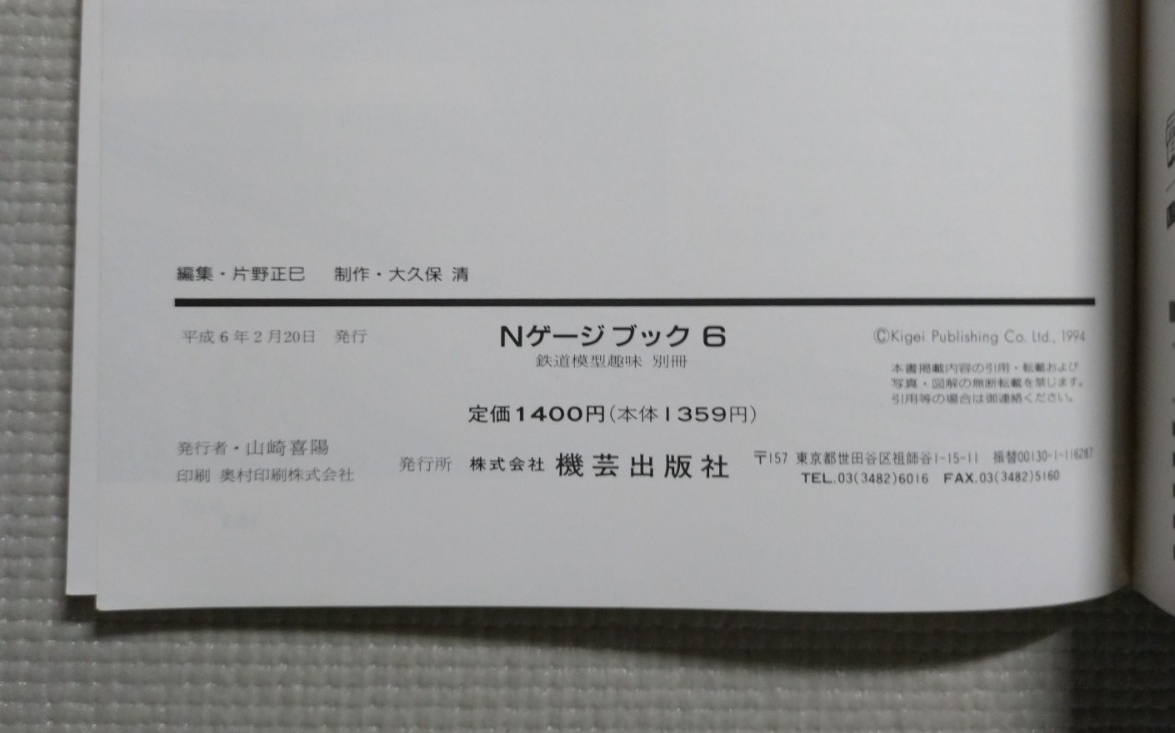 編集・片野正巳　制作・大久保 清
平成6年2月20日　発行
Nゲージブック 6
鉄道模型趣味 別冊
©Kigei Publishing Co. Ltd., 1994
本書掲載内容の引用・転載および
写真・図解の無断転載を禁じます。
引用等の場合は御連絡ください。
定価1400円(本体1359円)
発行者・山崎喜陽
印刷 奥村印刷株式会社
発行所 株式会社 機芸出版社
〒157 東京都世田谷区祖師谷1-15-11　振替00130-1-116287
TEL.03(3482)6016　FAX.03(3482)5160